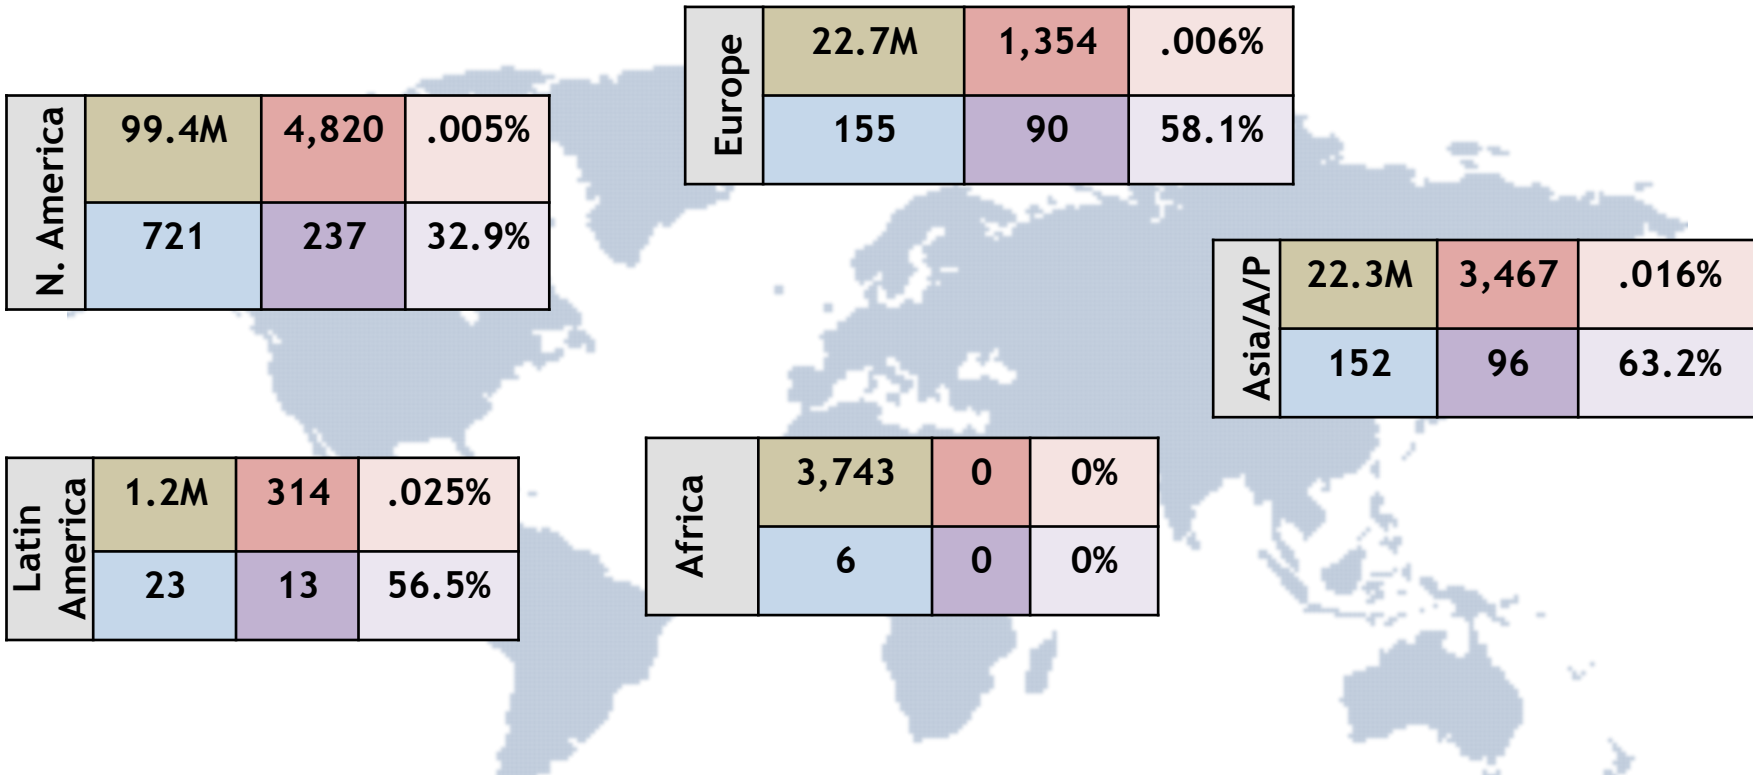 Europe
22.7M 1,354 .006%
155 90 58.1%
N. America
99.4M 4,820 .005%
721 237 32.9%
Asia/A/P
22.3M 3,467 .016%
152 96 63.2%
Latin
America
1.2M 314 .025%
23 13 56.5%
Africa
3,743 0 0%
6 0 0%